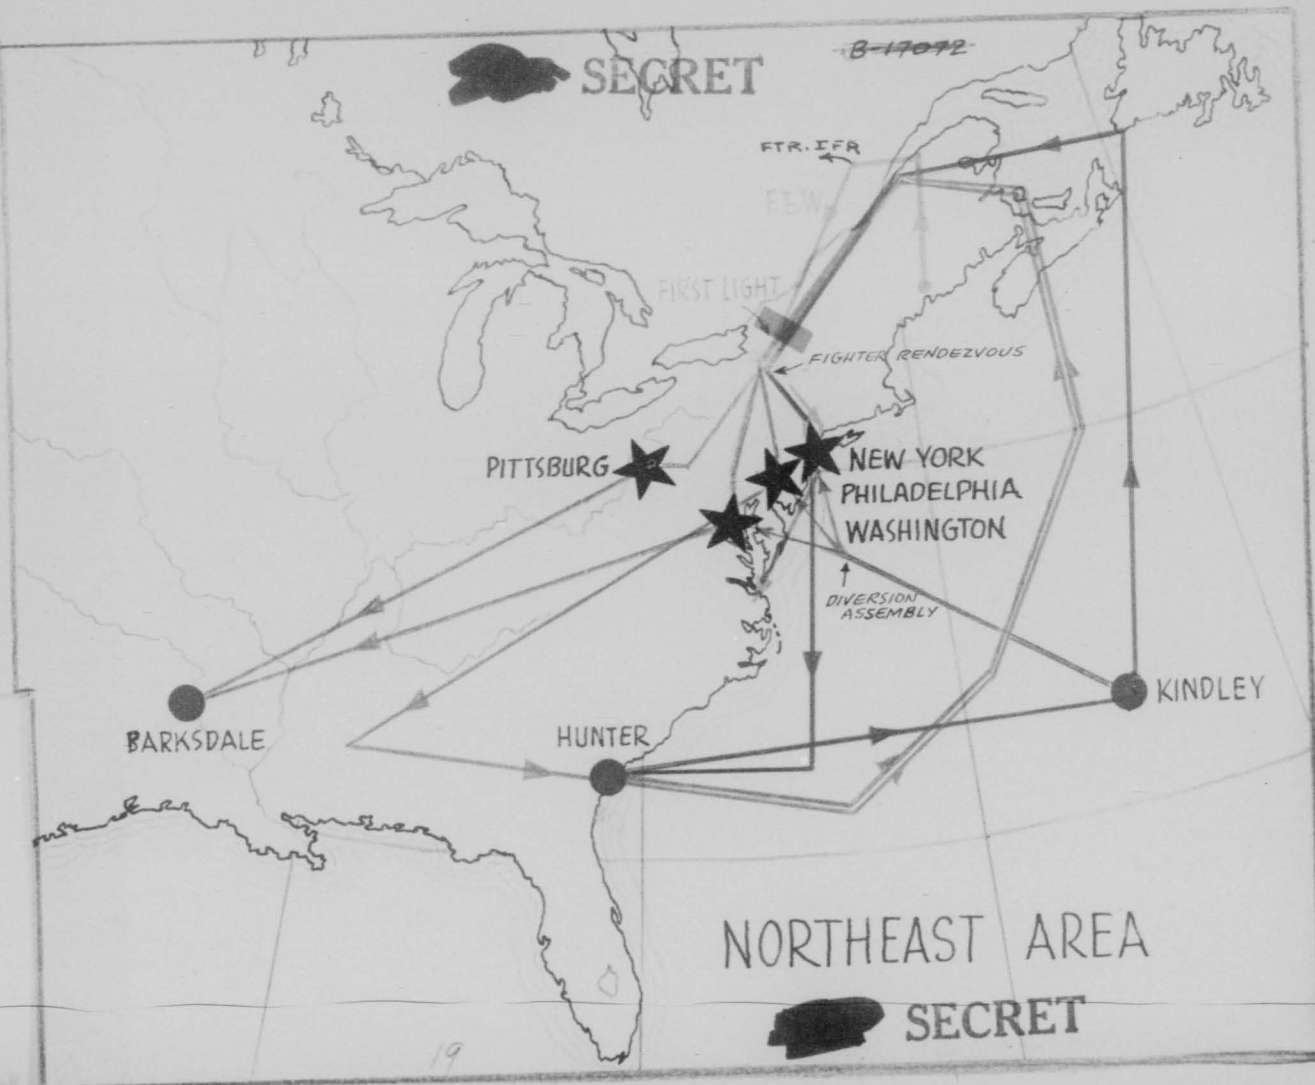 B-17072
SECRET
FTR. IFR
E.E.W.
FIRST LIGHT
FIGHTER RENDEZVOUS
PITTSBURG
NEW YORK
PHILADELPHIA
WASHINGTON
DIVERSION
ASSEMBLY
KINDLEY
BARKSDALE
HUNTER
NORTHEAST AREA
SECRET
19